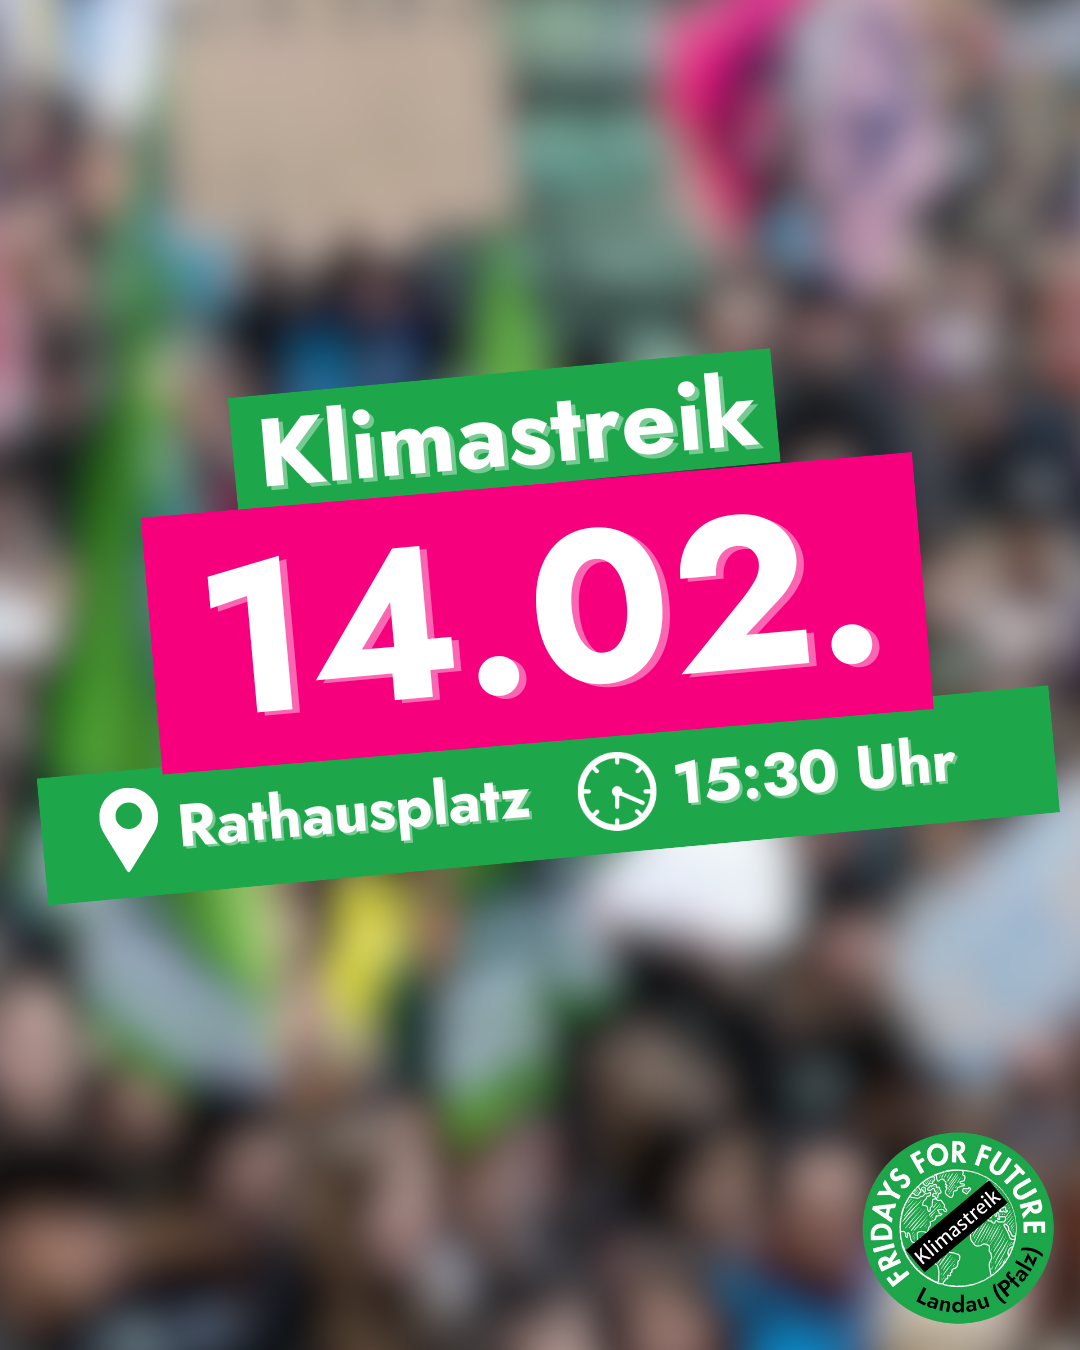 Klimastreik
14.02.
Rathausplatz 15:30 Uhr
FRIDAYS FOR FUTURE
Klimastreik
Landau (Pfalz)